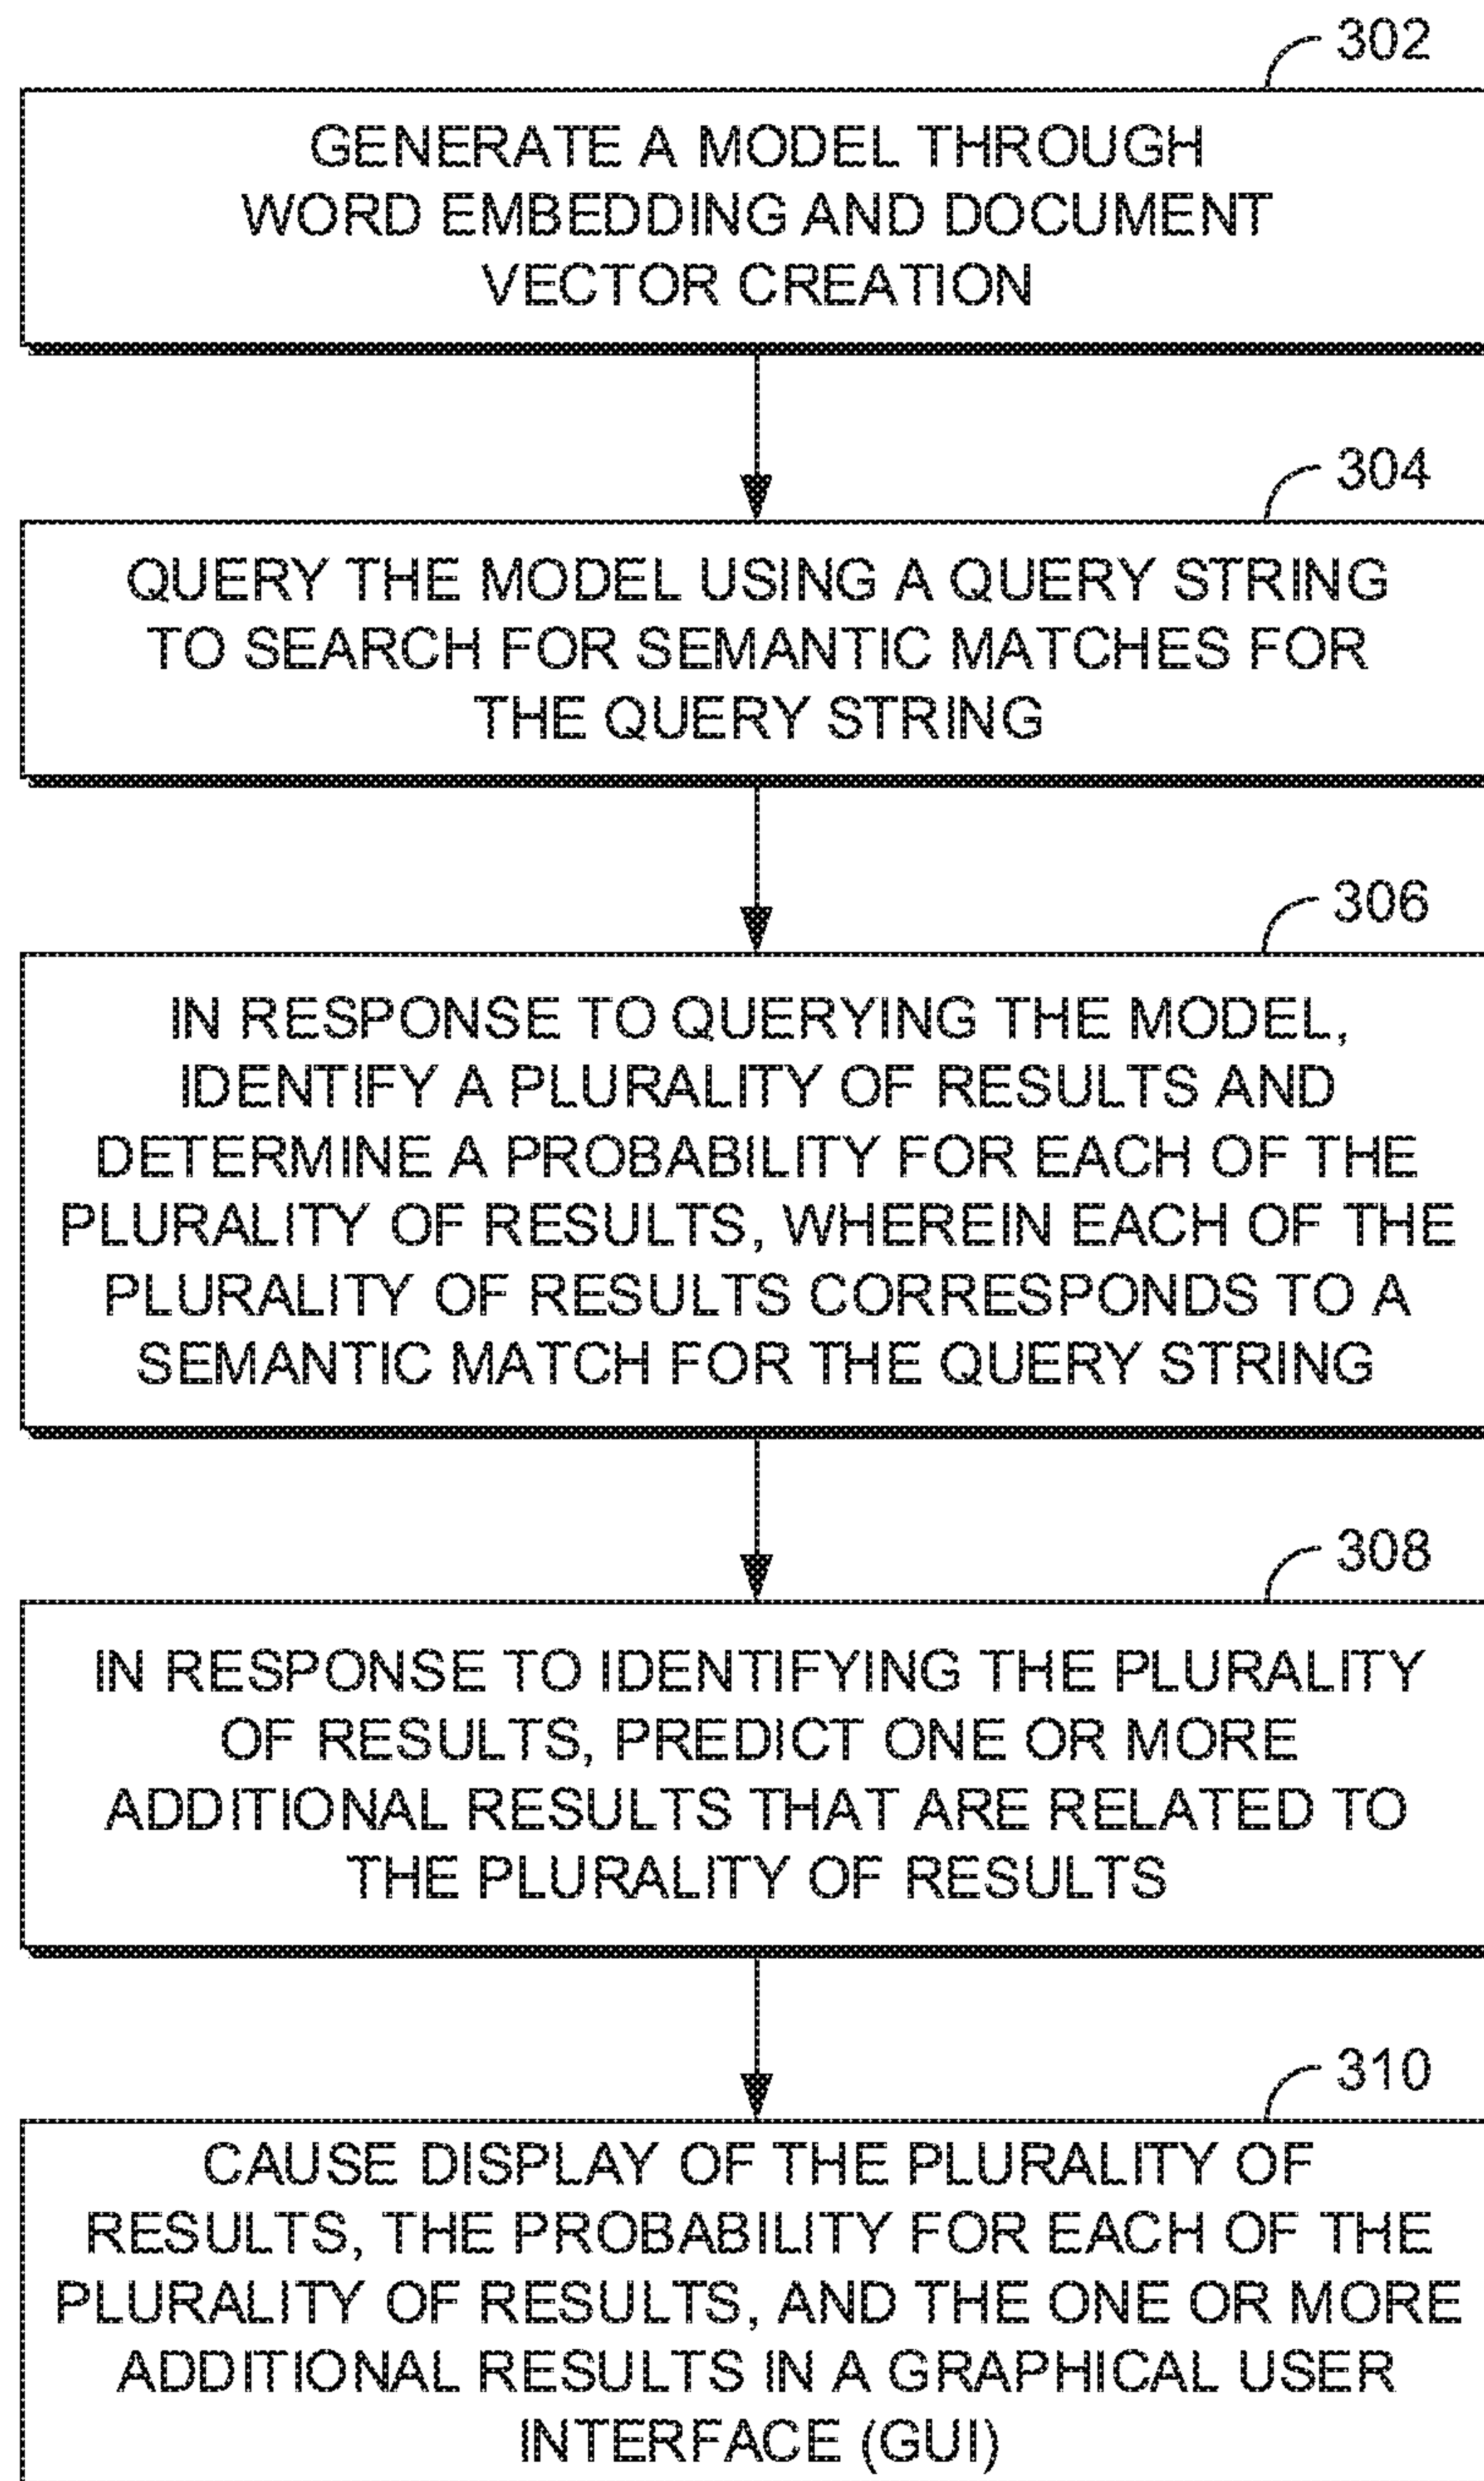 302
GENERATE A MODEL THROUGH
WORD EMBEDDING AND DOCUMENT
VECTOR CREATION
304
QUERY THE MODEL USING A QUERY STRING
TO SEARCH FOR SEMANTIC MATCHES FOR
THE QUERY STRING
306
IN RESPONSE TO QUERYING THE MODEL,
IDENTIFY A PLURALITY OF RESULTS AND
DETERMINE A PROBABILITY FOR EACH OF THE
PLURALITY OF RESULTS, WHEREIN EACH OF THE
PLURALITY OF RESULTS CORRESPONDS TO A
SEMANTIC MATCH FOR THE QUERY STRING
308
IN RESPONSE TO IDENTIFYING THE PLURALITY
OF RESULTS, PREDICT ONE OR MORE
ADDITIONAL RESULTS THAT ARE RELATED TO
THE PLURALITY OF RESULTS
310
CAUSE DISPLAY OF THE PLURALITY OF
RESULTS, THE PROBABILITY FOR EACH OF THE
PLURALITY OF RESULTS, AND THE ONE OR MORE
ADDITIONAL RESULTS IN A GRAPHICAL USER
INTERFACE (GUI)